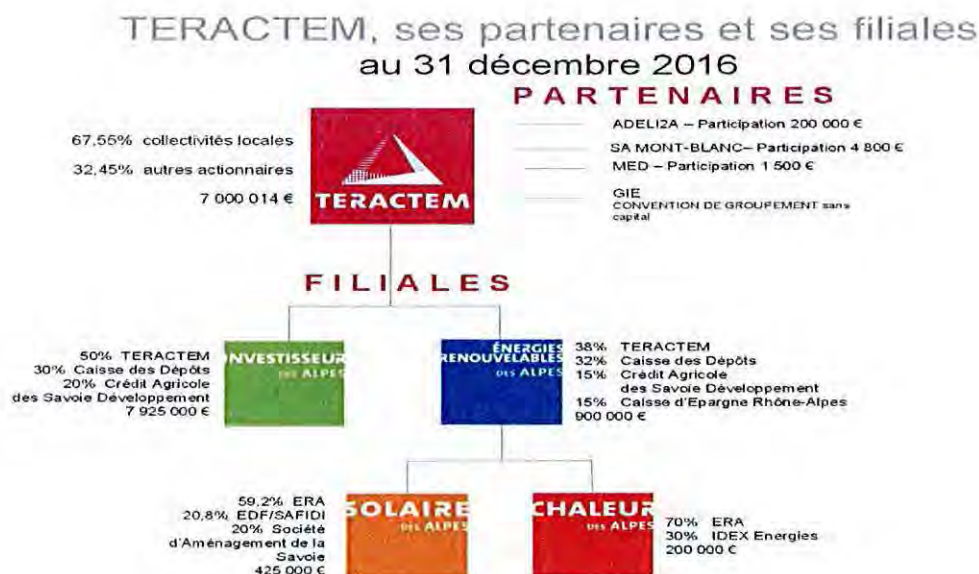 TERACTEM, ses partenaires et ses filiales
au 31 décembre 2016
PARTENAIRES
67,55% collectivités locales
32,45% autres actionnaires
7 000 014 €
TERACTEM
ADELI2A – Participation 200 000 €
SA MONT-BLANC– Participation 4 800 €
MED – Participation 1 500 €
GIE
CONVENTION DE GROUPEMENT sans
capital
FILIALES
50% TERACTEM
30% Caisse des Dépôts
20% Crédit Agricole
des Savoie Développement
7 925 000 €
INVESTISSEUR
DES ALPES
ÉNERGIES
RENOUVELABLES
DES ALPES
38% TERACTEM
32% Caisse des Dépôts
15% Crédit Agricole
des Savoie Développement
15% Caisse d'Epargne Rhône-Alpes
900 000 €
59,2% ERA
20,8% EDF/SAFIDI
20% Société
d'Aménagement de la
Savoie
425 000 €
SOLAIRE
DES ALPES
CHALEUR
DES ALPES
70% ERA
30% IDEX Energies
200 000 €